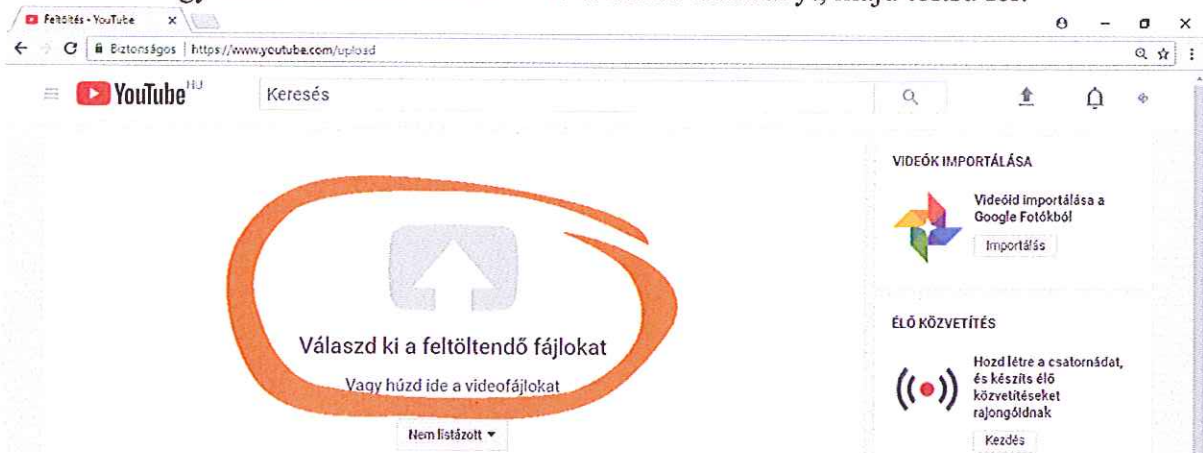 Feltöltés - YouTube
Biztonságos | https://www.youtube.com/upload
YouTube HU
Keresés
Válaszd ki a feltöltendő fájlokat
Vagy húzd ide a videofájlokat
Nem listázott
VIDEÓK IMPORTÁLÁSA
Videóid importálása a
Google Fotókból
Importálás
ÉLŐ KÖZVETÍTÉS
Hozd létre a csatornádat,
és készíts élő
közvetítéseket
rajongóidnak
Kezdés